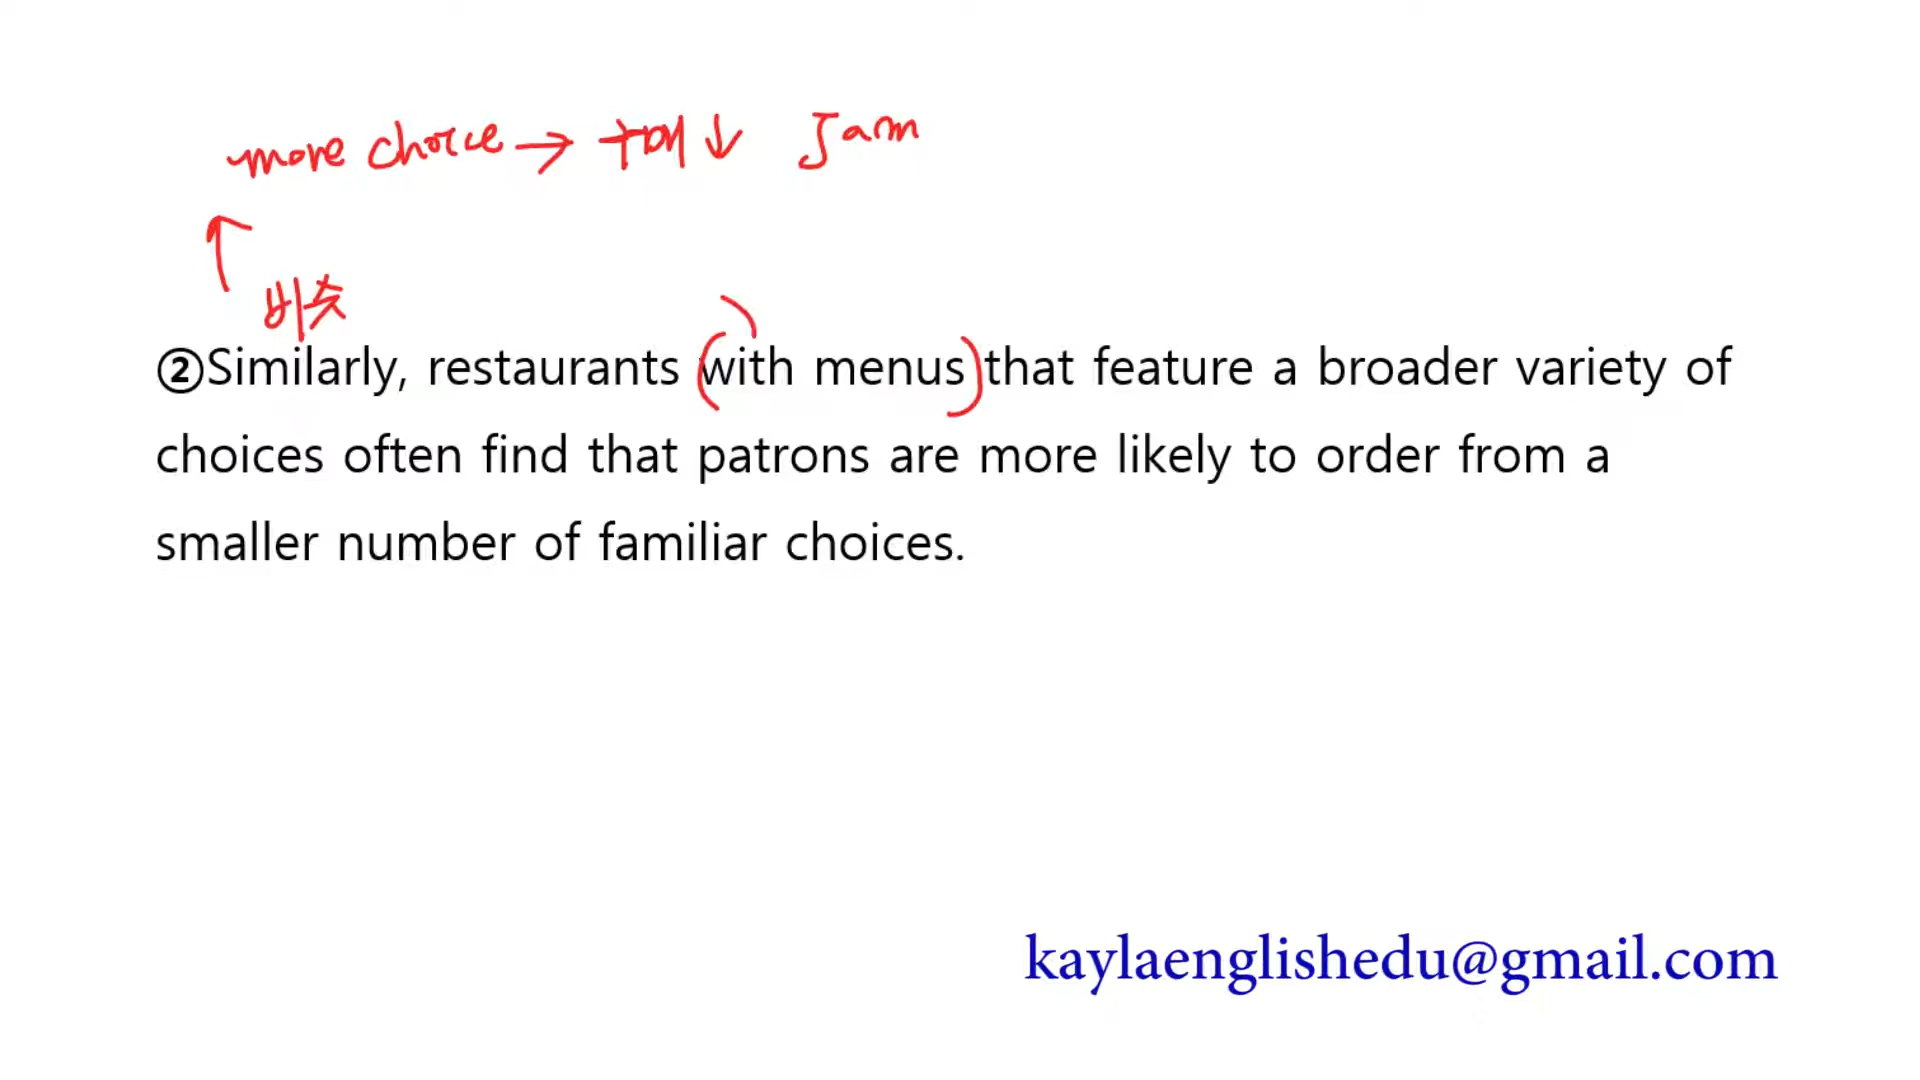 more choice → 구매↓ Jam
↑
비슷
②Similarly, restaurants (with menus) that feature a broader variety of
choices often find that patrons are more likely to order from a
smaller number of familiar choices.
kaylaenglishedu@gmail.com